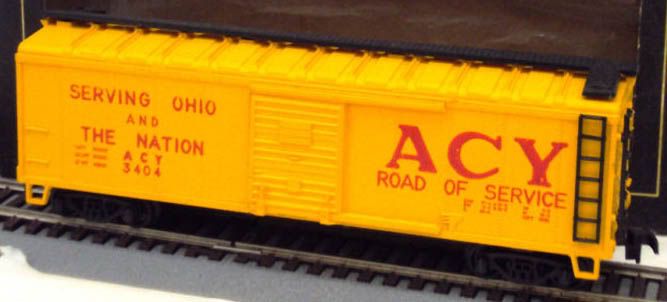 SERVING OHIO
AND
THE NATION
ACY
3404
ACY
ROAD OF SERVICE